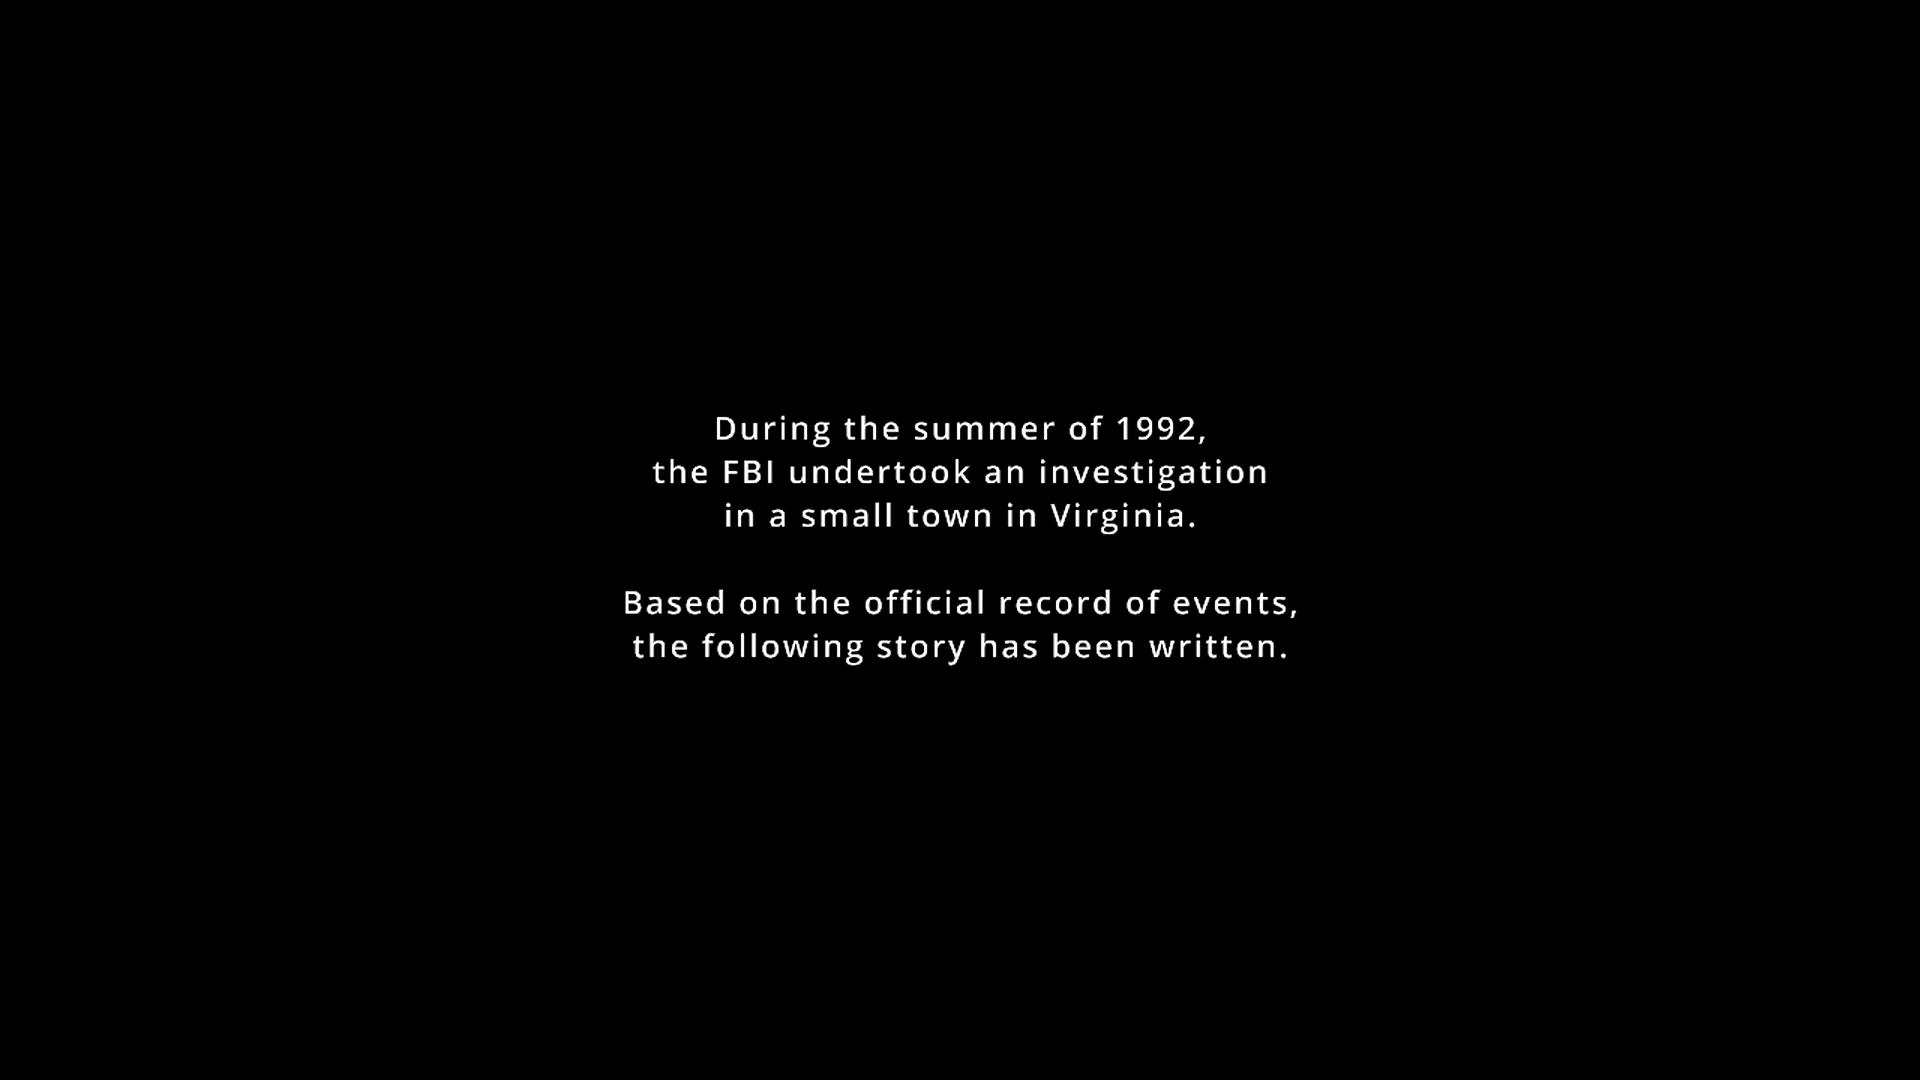 During the summer of 1992,
the FBI undertook an investigation
in a small town in Virginia.
Based on the official record of events,
the following story has been written.